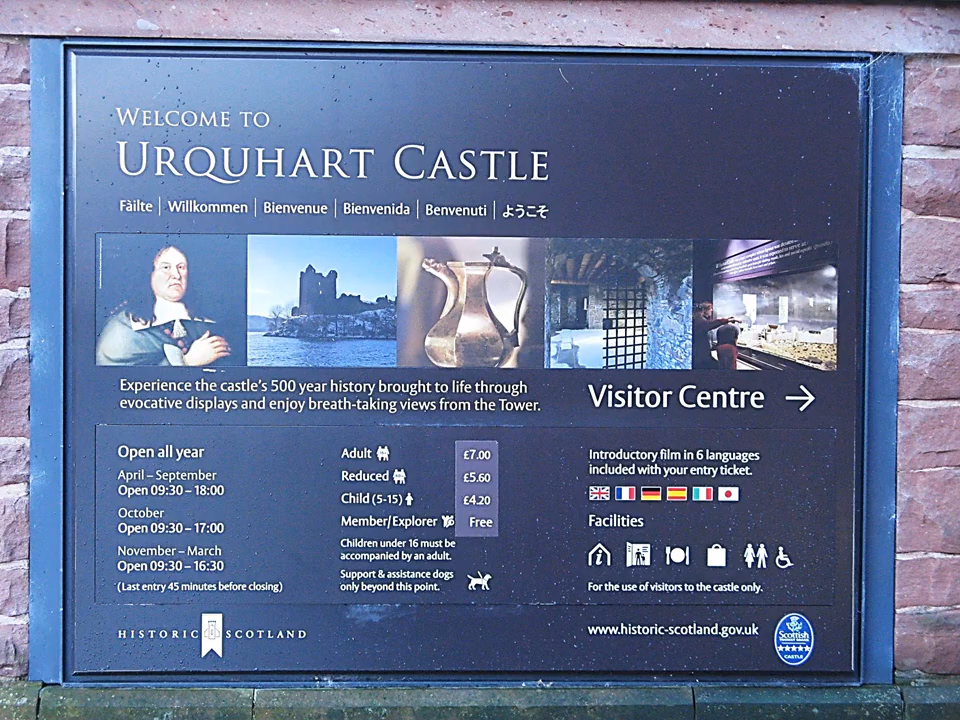 WELCOME TO
URQUHART CASTLE
Fàilte | Willkommen | Bienvenue | Bienvenida | Benvenuti | ようこそ
Experience the castle's 500 year history brought to life through
evocative displays and enjoy breath-taking views from the Tower.
Visitor Centre →
Open all year
April – September
Open 09:30 – 18:00
October
Open 09:30 – 17:00
November – March
Open 09:30 – 16:30
(Last entry 45 minutes before closing)
Adult £7.00
Reduced £5.60
Child (5-15) £4.20
Member/Explorer Free
Children under 16 must be
accompanied by an adult.
Support & assistance dogs
only beyond this point.
Introductory film in 6 languages
included with your entry ticket.
Facilities
For the use of visitors to the castle only.
HISTORIC SCOTLAND
www.historic-scotland.gov.uk
Scottish
CASTLE